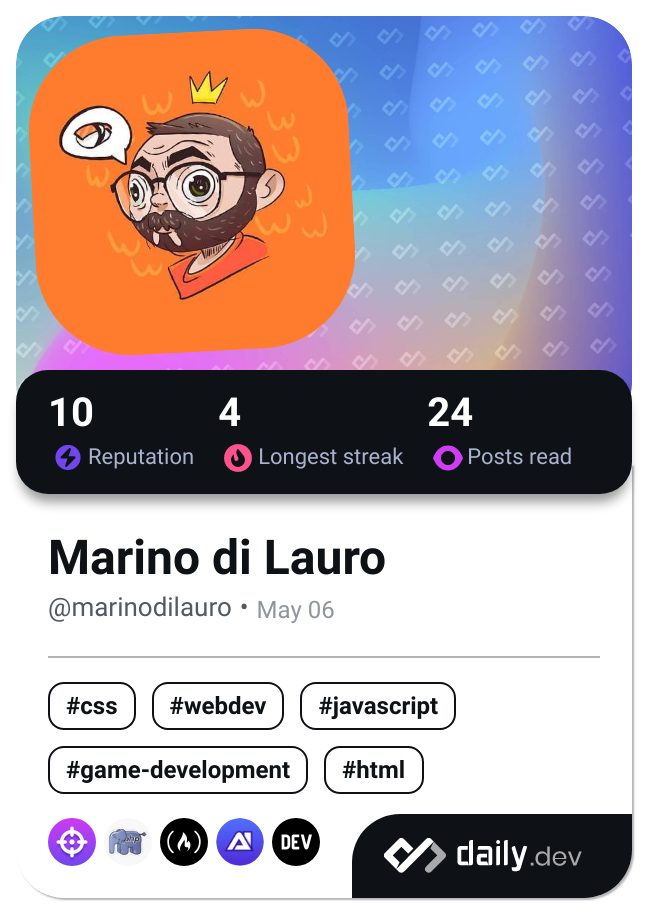 10 4 24
Reputation Longest streak Posts read
Marino di Lauro
@marinodilauro • May 06
#css #webdev #javascript
#game-development #html
php DEV
daily.dev